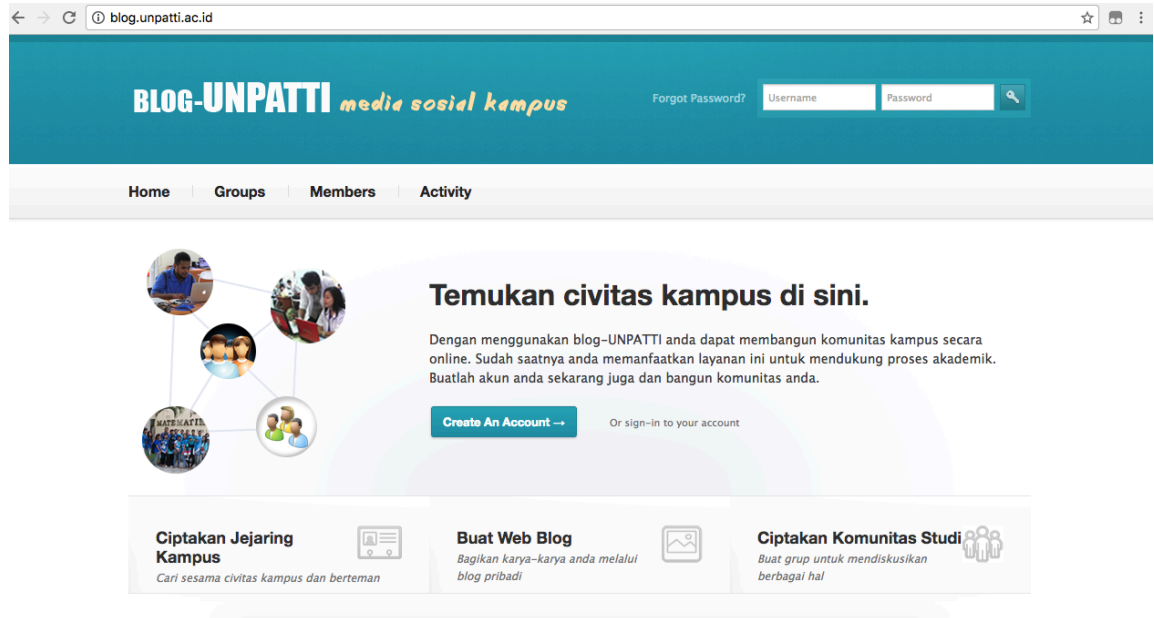 blog.unpatti.ac.id
BLOG-UNPATTI media sosial kampus
Forgot Password? Username Password
Home Groups Members Activity
Temukan civitas kampus di sini.
Dengan menggunakan blog-UNPATTI anda dapat membangun komunitas kampus secara
online. Sudah saatnya anda memanfaatkan layanan ini untuk mendukung proses akademik.
Buatlah akun anda sekarang juga dan bangun komunitas anda.
Create An Account → Or sign-in to your account
MATEMATI
Ciptakan Jejaring
Kampus
Cari sesama civitas kampus dan berteman
Buat Web Blog
Bagikan karya-karya anda melalui
blog pribadi
Ciptakan Komunitas Studi
Buat grup untuk mendiskusikan
berbagai hal